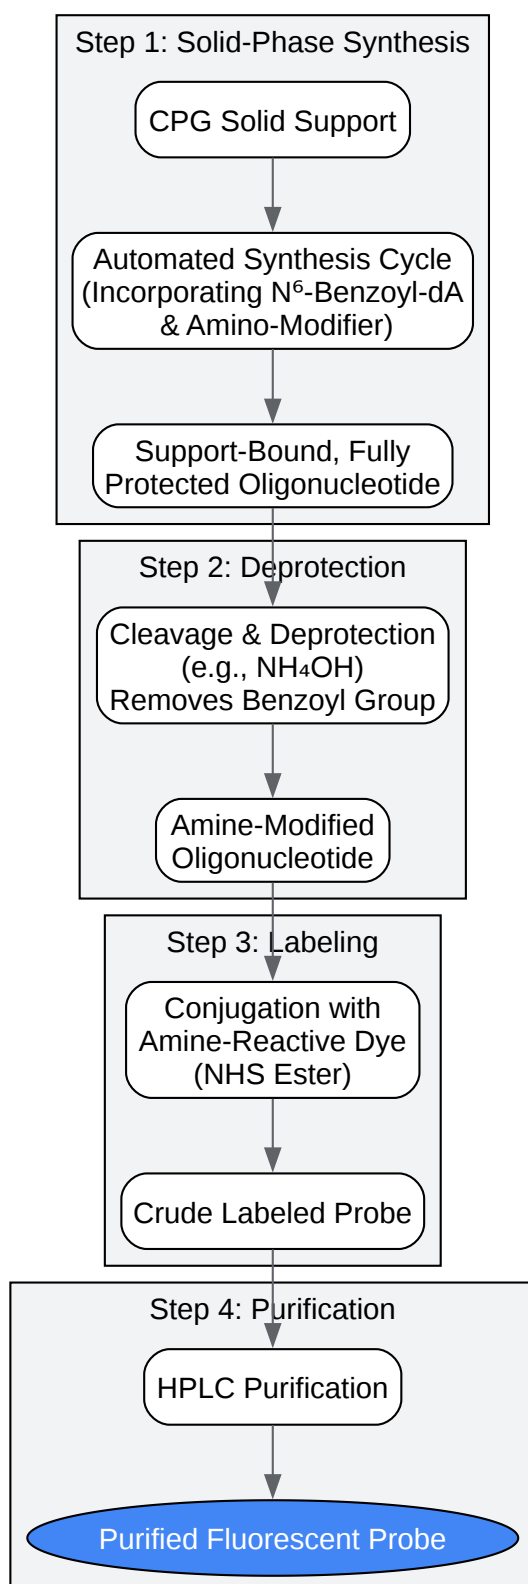 Step 1: Solid-Phase Synthesis
CPG Solid Support
Automated Synthesis Cycle
(Incorporating N⁶-Benzoyl-dA
& Amino-Modifier)
Support-Bound, Fully
Protected Oligonucleotide
Step 2: Deprotection
Cleavage & Deprotection
(e.g., NH₄OH)
Removes Benzoyl Group
Amine-Modified
Oligonucleotide
Step 3: Labeling
Conjugation with
Amine-Reactive Dye
(NHS Ester)
Crude Labeled Probe
Step 4: Purification
HPLC Purification
Purified Fluorescent Probe